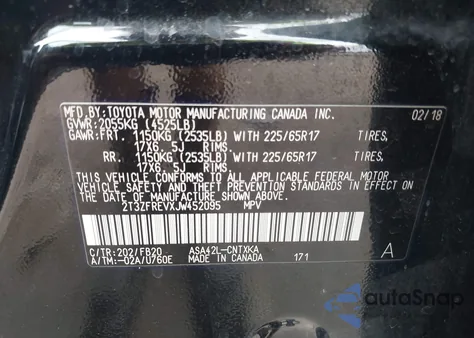 MFD.BY:TOYOTA MOTOR MANUFACTURING CANADA INC. 02/18
GVWR:2055KG (4525LB)
GAWR:FRT. 1150KG (2535LB) WITH 225/65R17 TIRES,
17X6.5J RIMS.
RR. 1150KG (2535LB) WITH 225/65R17 TIRES,
17X6.5J RIMS.
THIS VEHICLE CONFORMS TO ALL APPLICABLE FEDERAL MOTOR
VEHICLE SAFETY AND THEFT PREVENTION STANDARDS IN EFFECT
ON THE DATE OF MANUFACTURE SHOWN ABOVE.
2T3ZFREVXJW452095 MPV
C/TR:202/FB20 ASA42L-CNTXKA
A/TM:-02A/U760E MADE IN CANADA 171 A
autoSnap